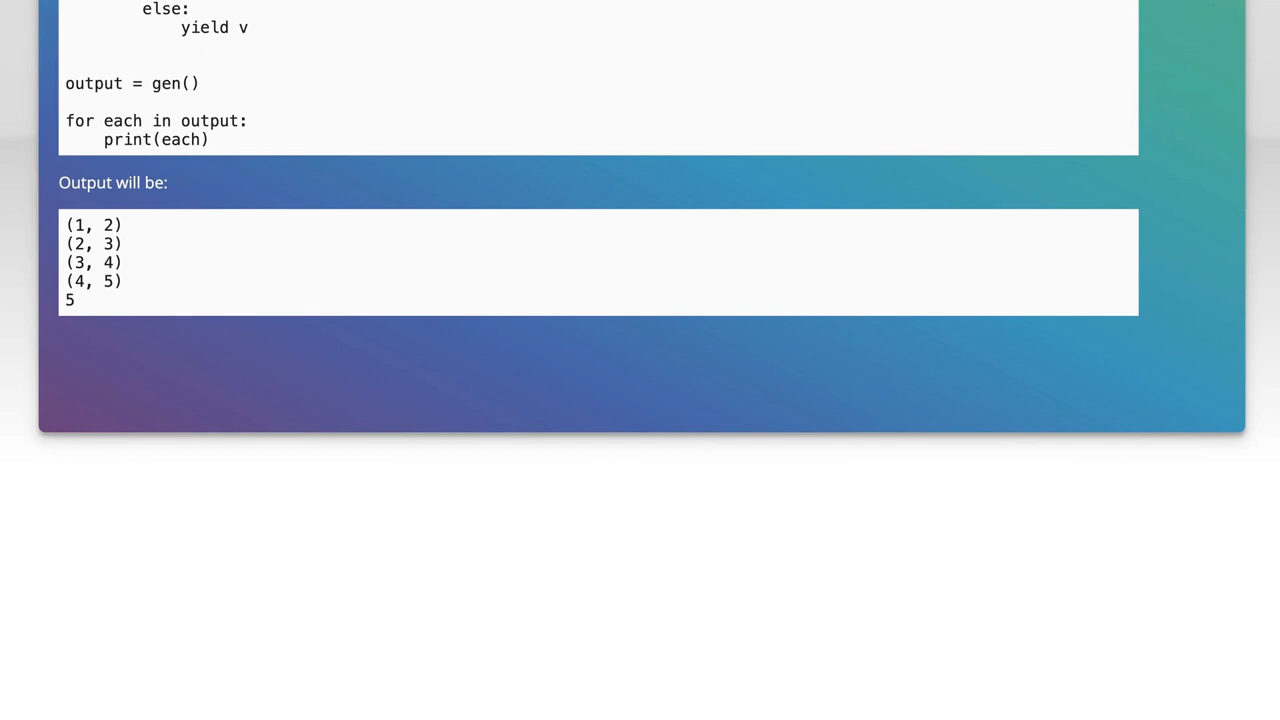 else:
            yield v


output = gen()

for each in output:
    print(each)
Output will be:
(1, 2)
(2, 3)
(3, 4)
(4, 5)
5